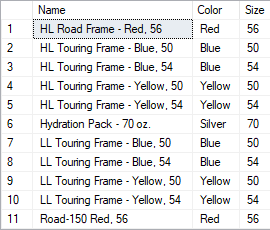 Name Color Size
1 HL Road Frame - Red, 56 Red 56
2 HL Touring Frame - Blue, 50 Blue 50
3 HL Touring Frame - Blue, 54 Blue 54
4 HL Touring Frame - Yellow, 50 Yellow 50
5 HL Touring Frame - Yellow, 54 Yellow 54
6 Hydration Pack - 70 oz. Silver 70
7 LL Touring Frame - Blue, 50 Blue 50
8 LL Touring Frame - Blue, 54 Blue 54
9 LL Touring Frame - Yellow, 50 Yellow 50
10 LL Touring Frame - Yellow, 54 Yellow 54
11 Road-150 Red, 56 Red 56